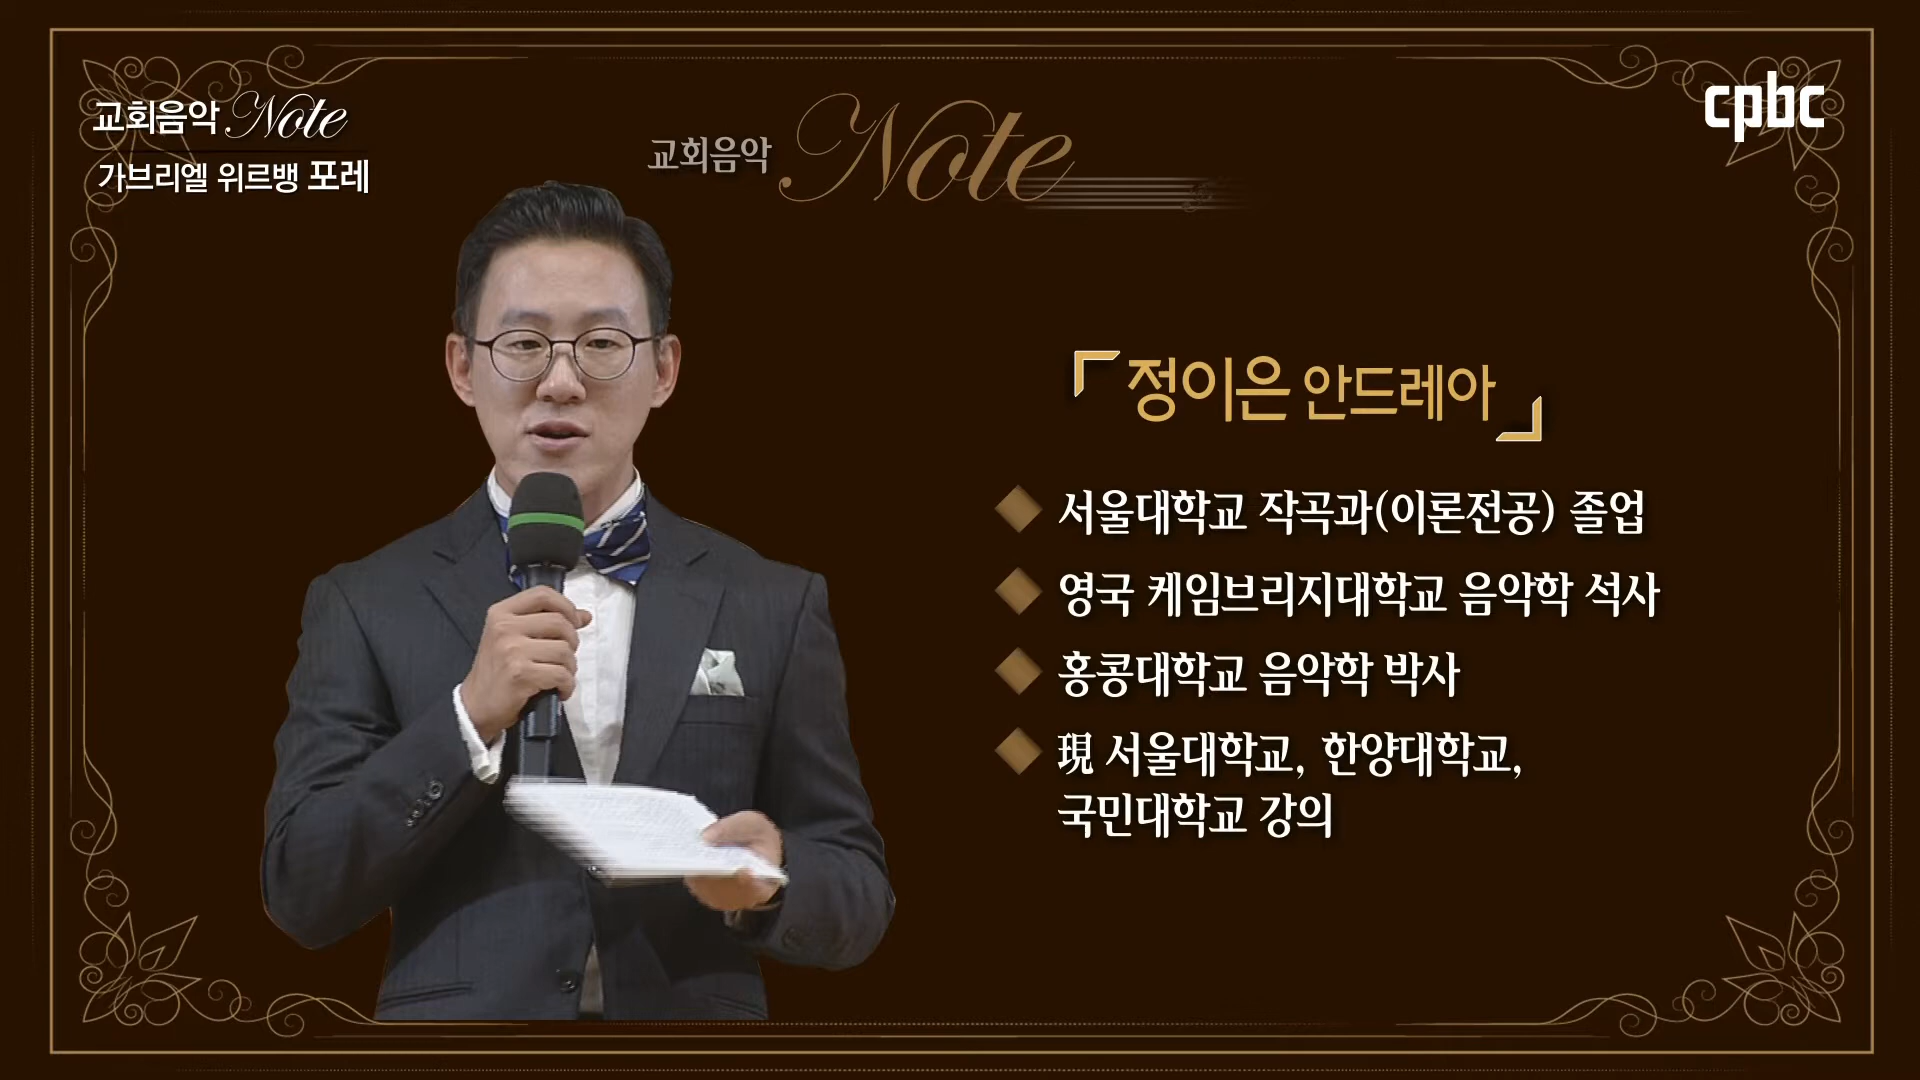 교회음악 Note
가브리엘 위르뱅 포레
교회음악 Note
cpbc
「정이은 안드레아」
서울대학교 작곡과(이론전공) 졸업
영국 케임브리지대학교 음악학 석사
홍콩대학교 음악학 박사
現 서울대학교, 한양대학교,
국민대학교 강의